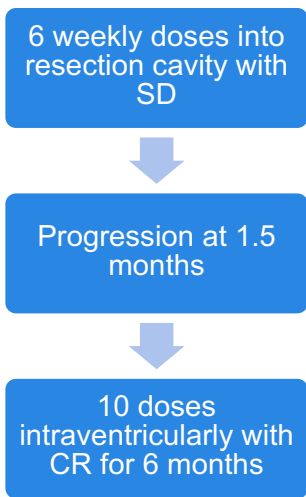 6 weekly doses into
resection cavity with
SD
Progression at 1.5
months
10 doses
intraventricularly with
CR for 6 months